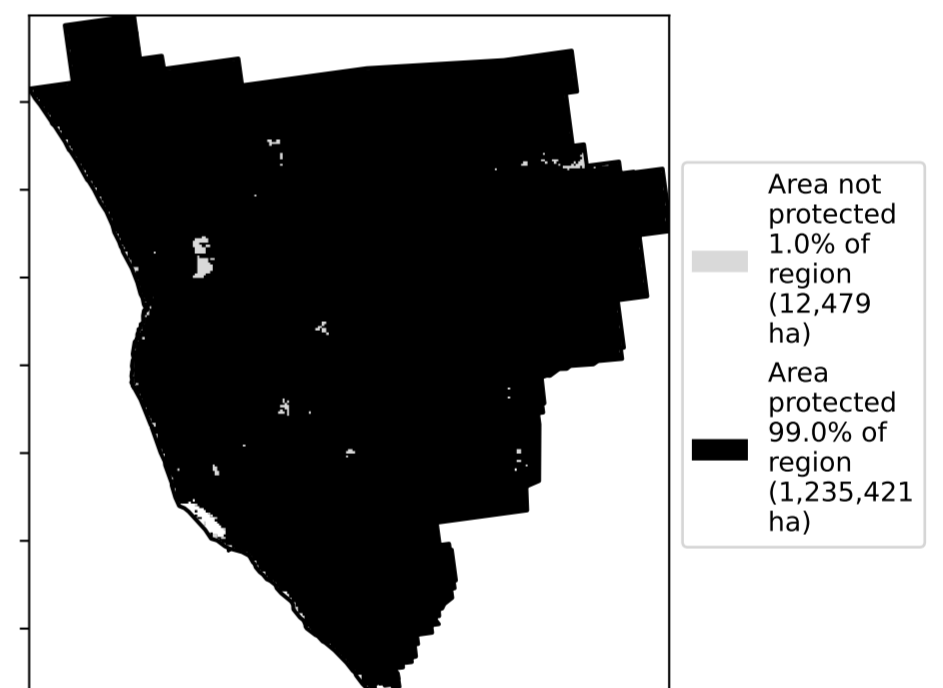 Area not
protected
1.0% of
region
(12,479
ha)
Area
protected
99.0% of
region
(1,235,421
ha)